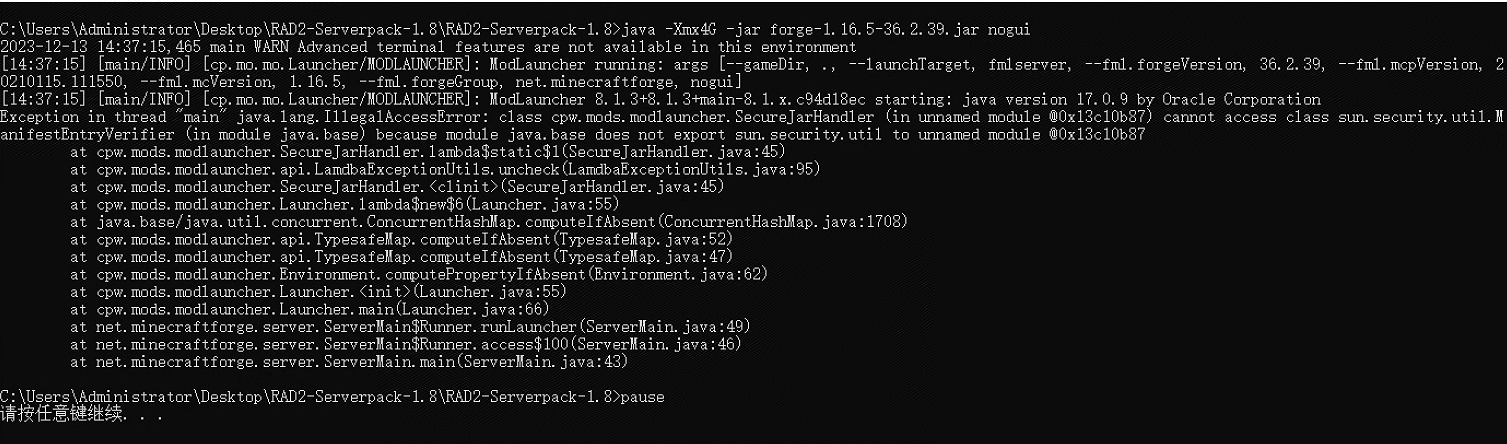 C:\Users\Administrator\Desktop\RAD2-Serverpack-1.8\RAD2-Serverpack-1.8>java -Xmx4G -jar forge-1.16.5-36.2.39.jar nogui
2023-12-13 14:37:15,465 main WARN Advanced terminal features are not available in this environment
[14:37:15] [main/INFO] [cp.mo.mo.Launcher/MODLAUNCHER]: ModLauncher running: args [--gameDir, ., --launchTarget, fmlserver, --fml.forgeVersion, 36.2.39, --fml.mcpVersion, 2
0210115.111550, --fml.mcVersion, 1.16.5, --fml.forgeGroup, net.minecraftforge, nogui]
[14:37:15] [main/INFO] [cp.mo.mo.Launcher/MODLAUNCHER]: ModLauncher 8.1.3+8.1.3+main-8.1.x.c94d18ec starting: java version 17.0.9 by Oracle Corporation
Exception in thread "main" java.lang.IllegalAccessError: class cpw.mods.modlauncher.SecureJarHandler (in unnamed module @0x13c10b87) cannot access class sun.security.util.M
anifestEntryVerifier (in module java.base) because module java.base does not export sun.security.util to unnamed module @0x13c10b87
at cpw.mods.modlauncher.SecureJarHandler.lambda$static$1(SecureJarHandler.java:45)
at cpw.mods.modlauncher.api.LamdbaExceptionUtils.uncheck(LamdbaExceptionUtils.java:95)
at cpw.mods.modlauncher.SecureJarHandler.<clinit>(SecureJarHandler.java:45)
at cpw.mods.modlauncher.Launcher.lambda$new$6(Launcher.java:55)
at java.base/java.util.concurrent.ConcurrentHashMap.computeIfAbsent(ConcurrentHashMap.java:1708)
at cpw.mods.modlauncher.api.TypesafeMap.computeIfAbsent(TypesafeMap.java:52)
at cpw.mods.modlauncher.api.TypesafeMap.computeIfAbsent(TypesafeMap.java:47)
at cpw.mods.modlauncher.Environment.computePropertyIfAbsent(Environment.java:62)
at cpw.mods.modlauncher.Launcher.<init>(Launcher.java:55)
at cpw.mods.modlauncher.Launcher.main(Launcher.java:66)
at net.minecraftforge.server.ServerMain$Runner.runLauncher(ServerMain.java:49)
at net.minecraftforge.server.ServerMain$Runner.access$100(ServerMain.java:46)
at net.minecraftforge.server.ServerMain.main(ServerMain.java:43)
C:\Users\Administrator\Desktop\RAD2-Serverpack-1.8\RAD2-Serverpack-1.8>pause
请按任意键继续. . .